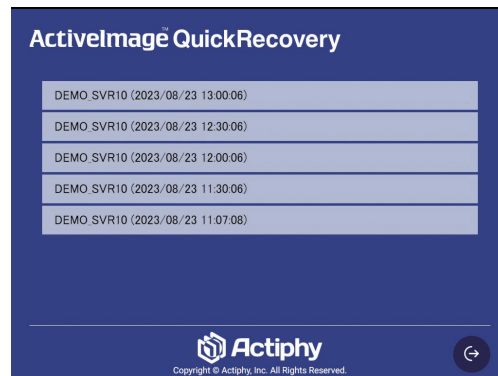 ActiveImage™ QuickRecovery
DEMO_SVR10 (2023/08/23 13:00:06)
DEMO_SVR10 (2023/08/23 12:30:06)
DEMO_SVR10 (2023/08/23 12:00:06)
DEMO_SVR10 (2023/08/23 11:30:06)
DEMO_SVR10 (2023/08/23 11:07:08)
Actiphy
Copyright © Actiphy, Inc. All Rights Reserved.